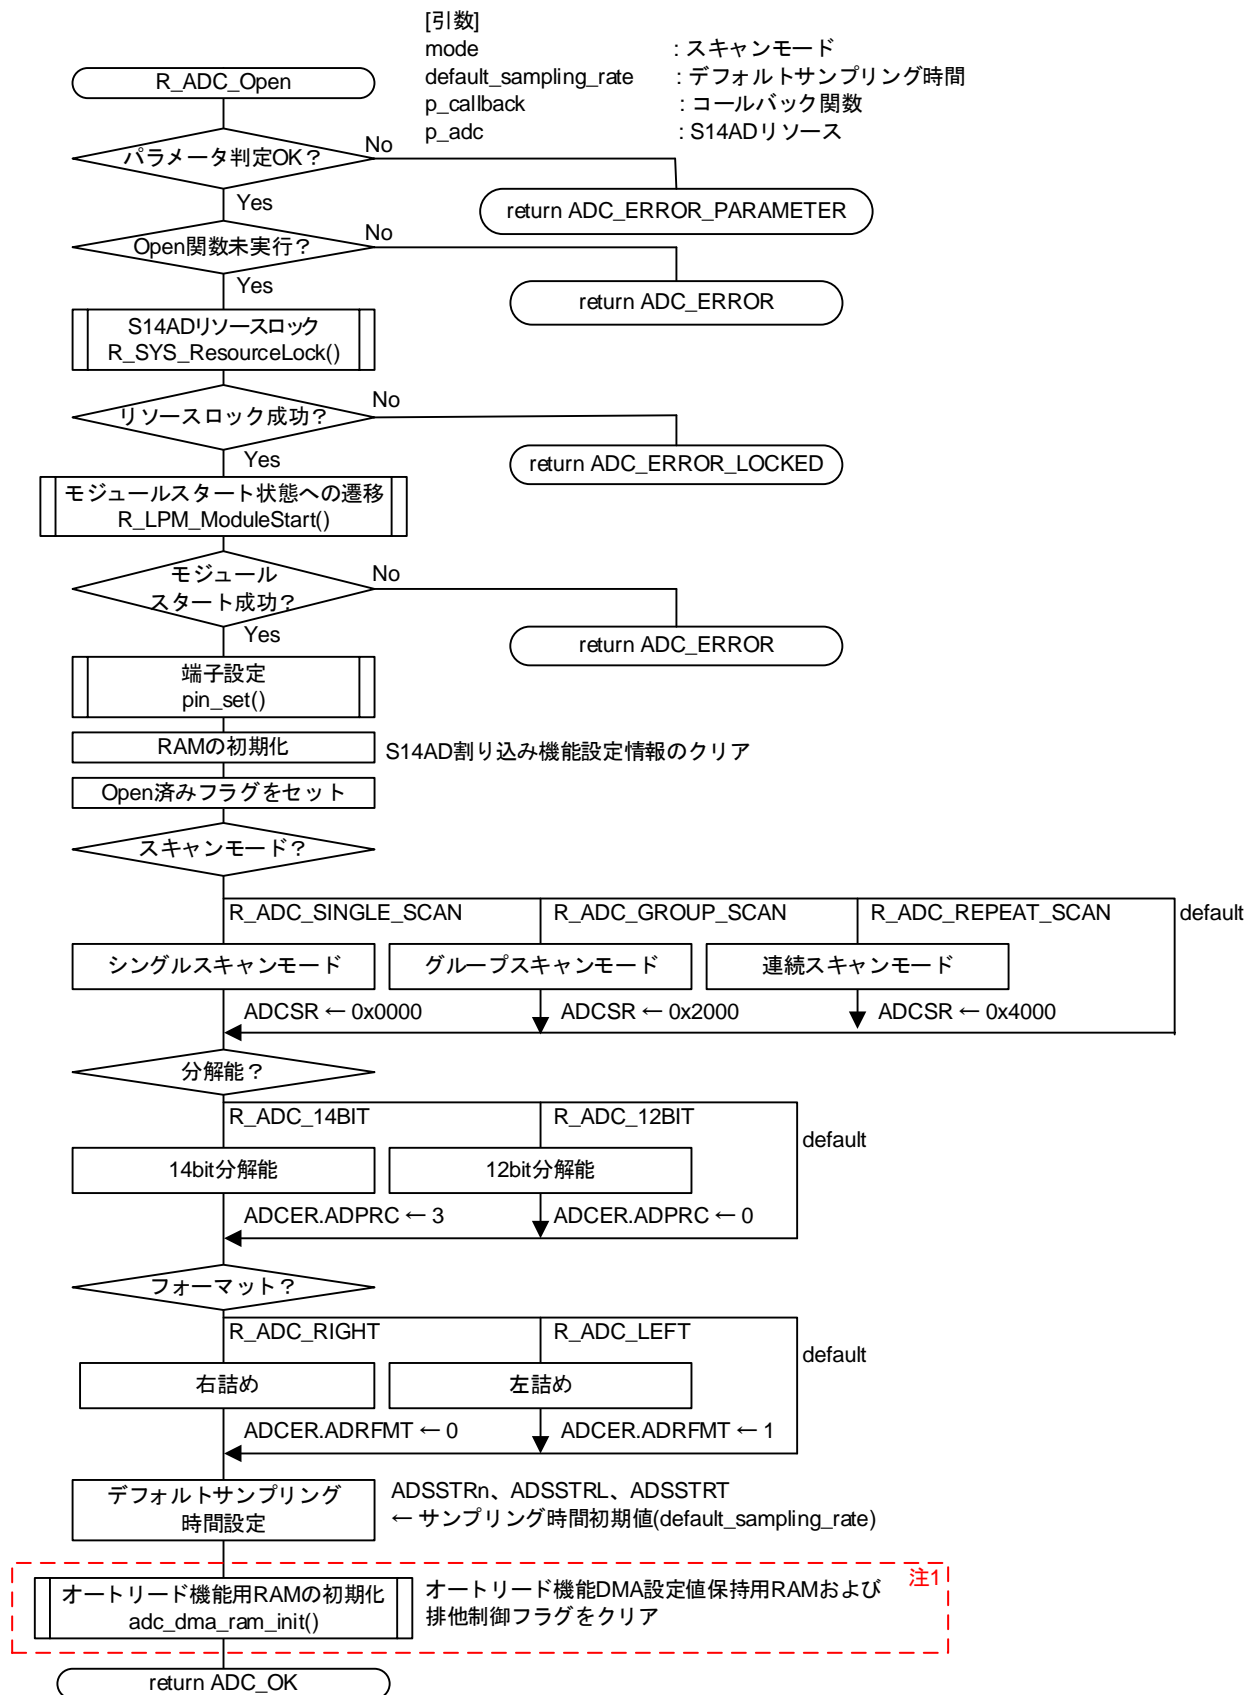 [引数]
mode : スキャンモード
default_sampling_rate : デフォルトサンプリング時間
p_callback : コールバック関数
p_adc : S14ADリソース
R_ADC_Open
パラメータ判定OK？
No
Yes
return ADC_ERROR_PARAMETER
Open関数未実行？
No
Yes
return ADC_ERROR
S14ADリソースロック
R_SYS_ResourceLock()
リソースロック成功？
No
Yes
return ADC_ERROR_LOCKED
モジュールスタート状態への遷移
R_LPM_ModuleStart()
モジュール
スタート成功？
No
Yes
return ADC_ERROR
端子設定
pin_set()
RAMの初期化
S14AD割り込み機能設定情報のクリア
Open済みフラグをセット
スキャンモード？
R_ADC_SINGLE_SCAN
R_ADC_GROUP_SCAN
R_ADC_REPEAT_SCAN
default
シングルスキャンモード
グループスキャンモード
連続スキャンモード
ADCSR ← 0x0000
ADCSR ← 0x2000
ADCSR ← 0x4000
分解能？
R_ADC_14BIT
R_ADC_12BIT
default
14bit分解能
12bit分解能
ADCER.ADPRC ← 3
ADCER.ADPRC ← 0
フォーマット？
R_ADC_RIGHT
R_ADC_LEFT
default
右詰め
左詰め
ADCER.ADRFMT ← 0
ADCER.ADRFMT ← 1
デフォルトサンプリング
時間設定
ADSSTRn、ADSSTRL、ADSSTRT
← サンプリング時間初期値(default_sampling_rate)
注1
オートリード機能用RAMの初期化
adc_dma_ram_init()
オートリード機能DMA設定値保持用RAMおよび
排他制御フラグをクリア
return ADC_OK